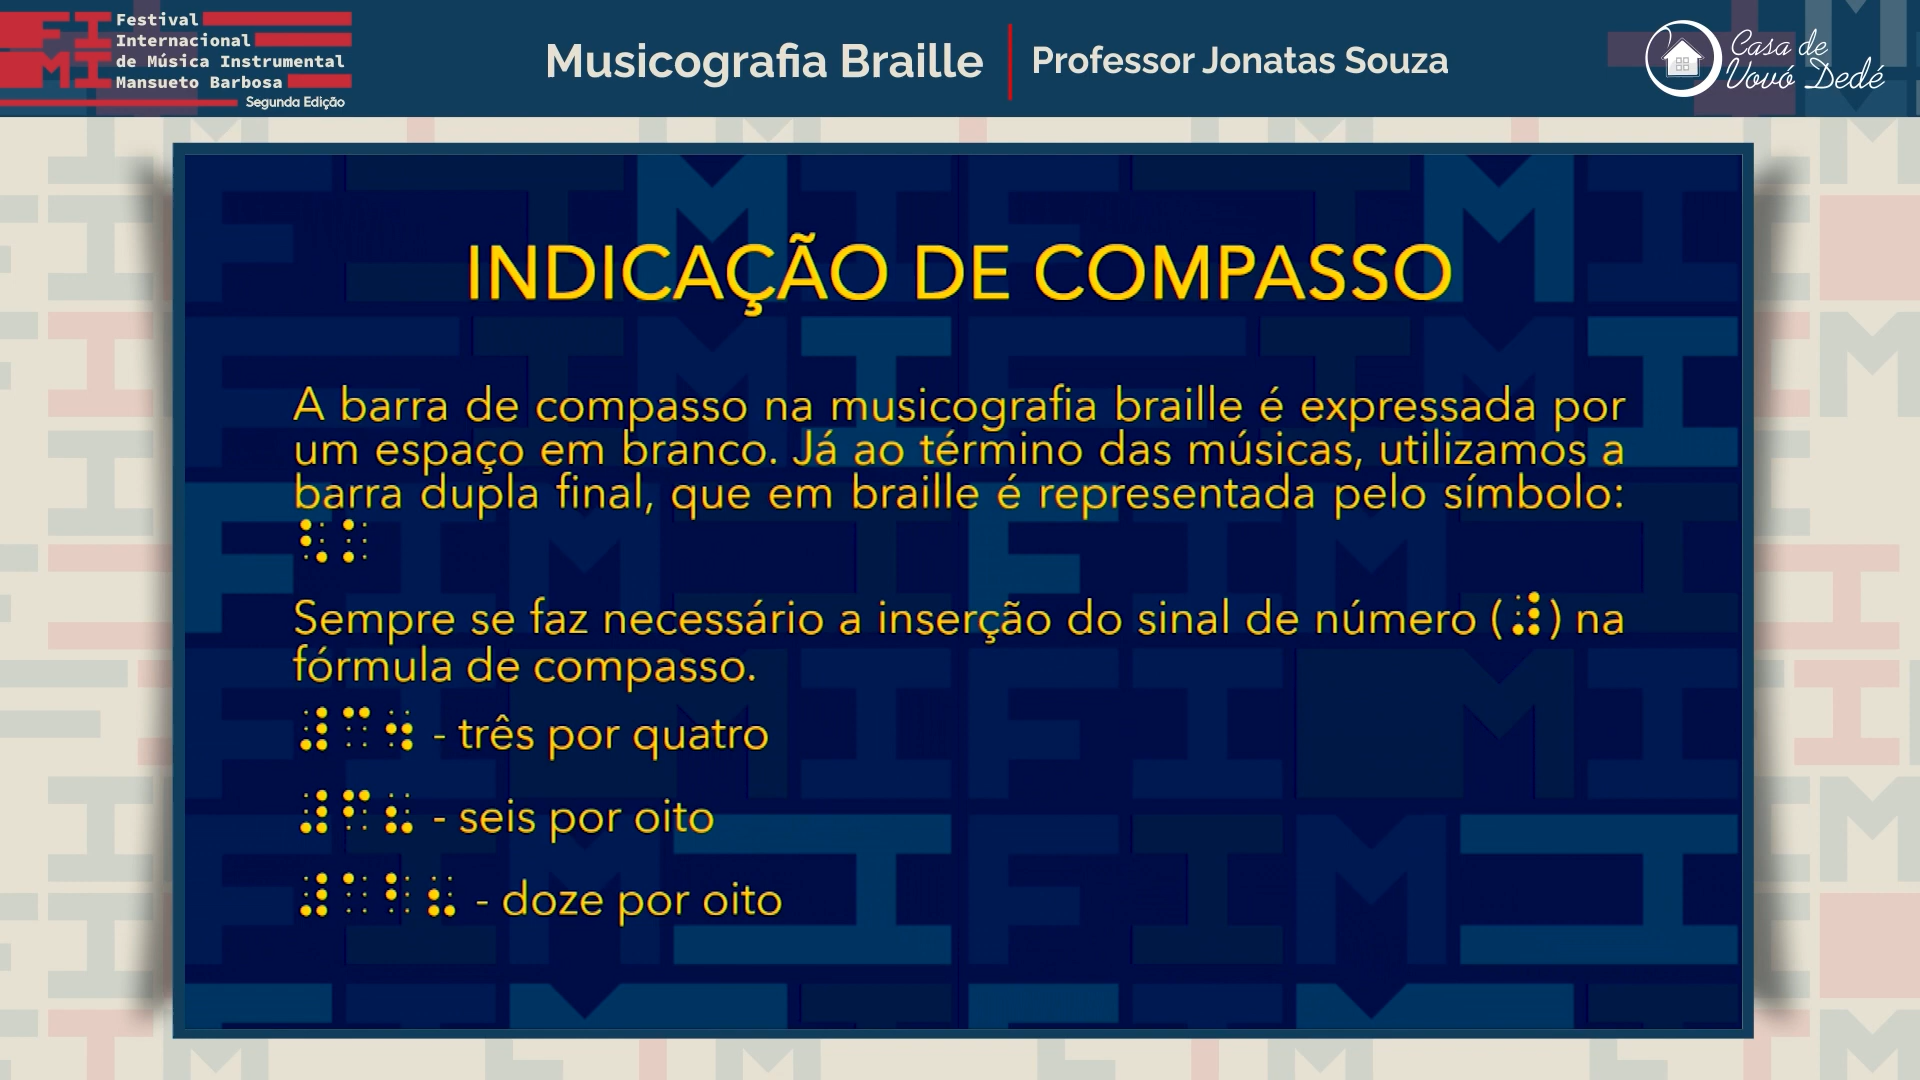 Festival
Internacional
de Música Instrumental
Mansueto Barbosa
Segunda Edição
Musicografia Braille
Professor Jonatas Souza
Casa de
Vovó Dedé
INDICAÇÃO DE COMPASSO
A barra de compasso na musicografia braille é expressada por
um espaço em branco. Já ao término das músicas, utilizamos a
barra dupla final, que em braille é representada pelo símbolo:
⠣⠅
Sempre se faz necessário a inserção do sinal de número (⠼) na
fórmula de compasso.
⠼⠉⠲ - três por quatro
⠼⠋⠦ - seis por oito
⠼⠁⠃⠦ - doze por oito